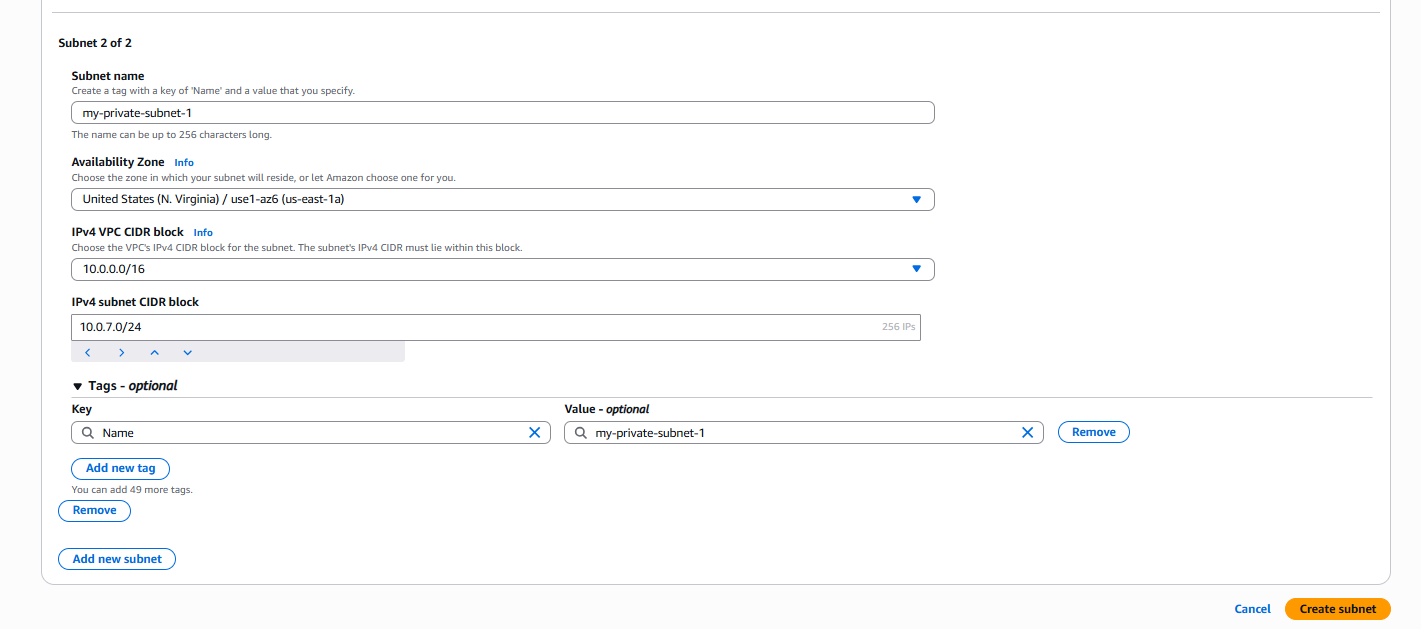 Subnet 2 of 2
Subnet name
Create a tag with a key of 'Name' and a value that you specify.
my-private-subnet-1
The name can be up to 256 characters long.
Availability Zone Info
Choose the zone in which your subnet will reside, or let Amazon choose one for you.
United States (N. Virginia) / use1-az6 (us-east-1a)
IPv4 VPC CIDR block Info
Choose the VPC's IPv4 CIDR block for the subnet. The subnet's IPv4 CIDR must lie within this block.
10.0.0.0/16
IPv4 subnet CIDR block
10.0.7.0/24 256 IPs
Tags - optional
Key Value - optional
Name my-private-subnet-1 Remove
Add new tag
You can add 49 more tags.
Remove
Add new subnet
Cancel Create subnet